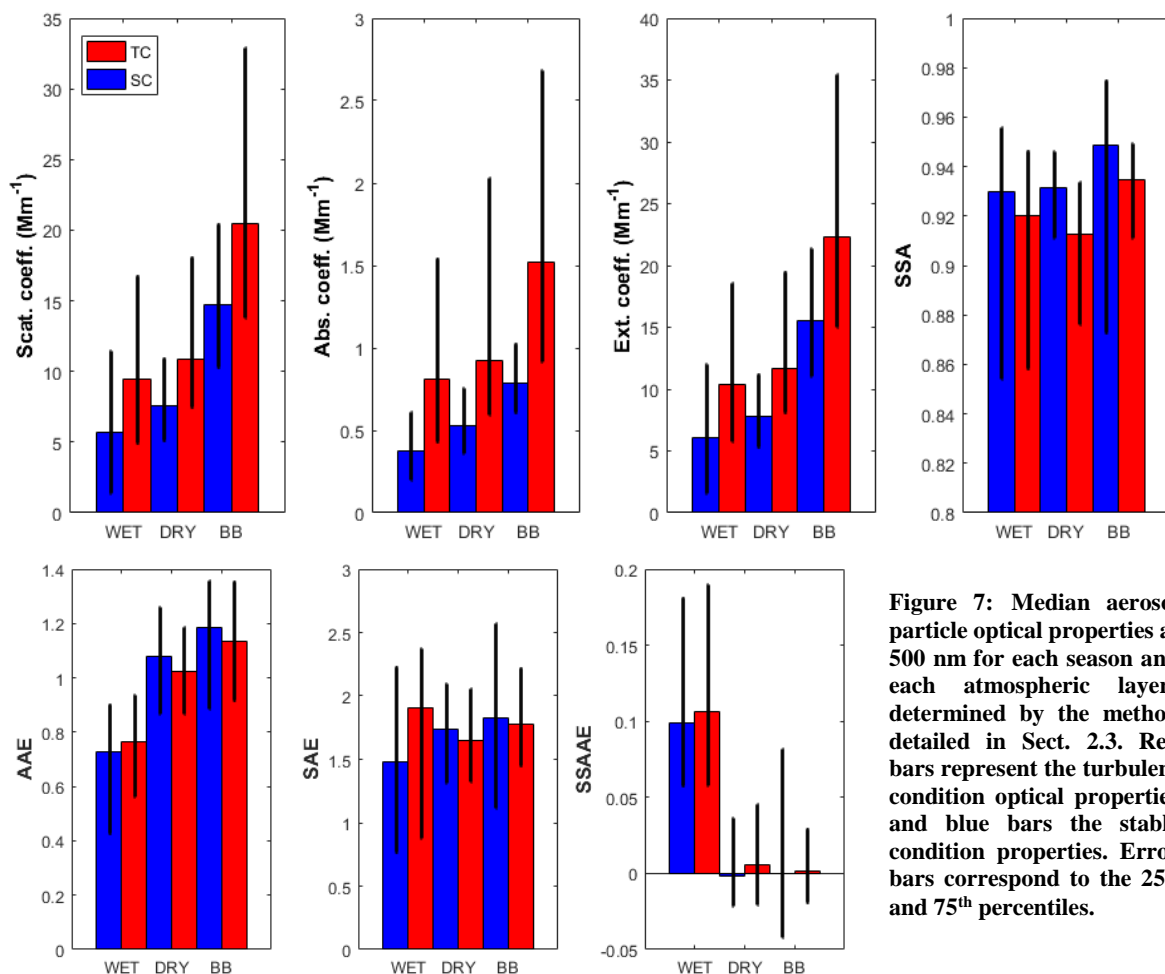 35
30
25
20
15
10
5
0
Scat. coeff. (Mm⁻¹)
TC
SC
WET DRY BB
3
2.5
2
1.5
1
0.5
0
Abs. coeff. (Mm⁻¹)
WET DRY BB
40
35
30
25
20
15
10
5
0
Ext. coeff. (Mm⁻¹)
WET DRY BB
1
0.98
0.96
0.94
0.92
0.9
0.88
0.86
0.84
0.82
0.8
SSA
WET DRY BB
1.4
1.2
1
0.8
0.6
0.4
0.2
0
AAE
WET DRY BB
3
2.5
2
1.5
1
0.5
0
SAE
WET DRY BB
0.2
0.15
0.1
0.05
0
-0.05
SSAAE
WET DRY BB
Figure 7: Median aeroso
particle optical properties a
500 nm for each season an
each atmospheric layer
determined by the metho
detailed in Sect. 2.3. Re
bars represent the turbulen
condition optical propertie
and blue bars the stabl
condition properties. Erro
bars correspond to the 25
and 75th percentiles.